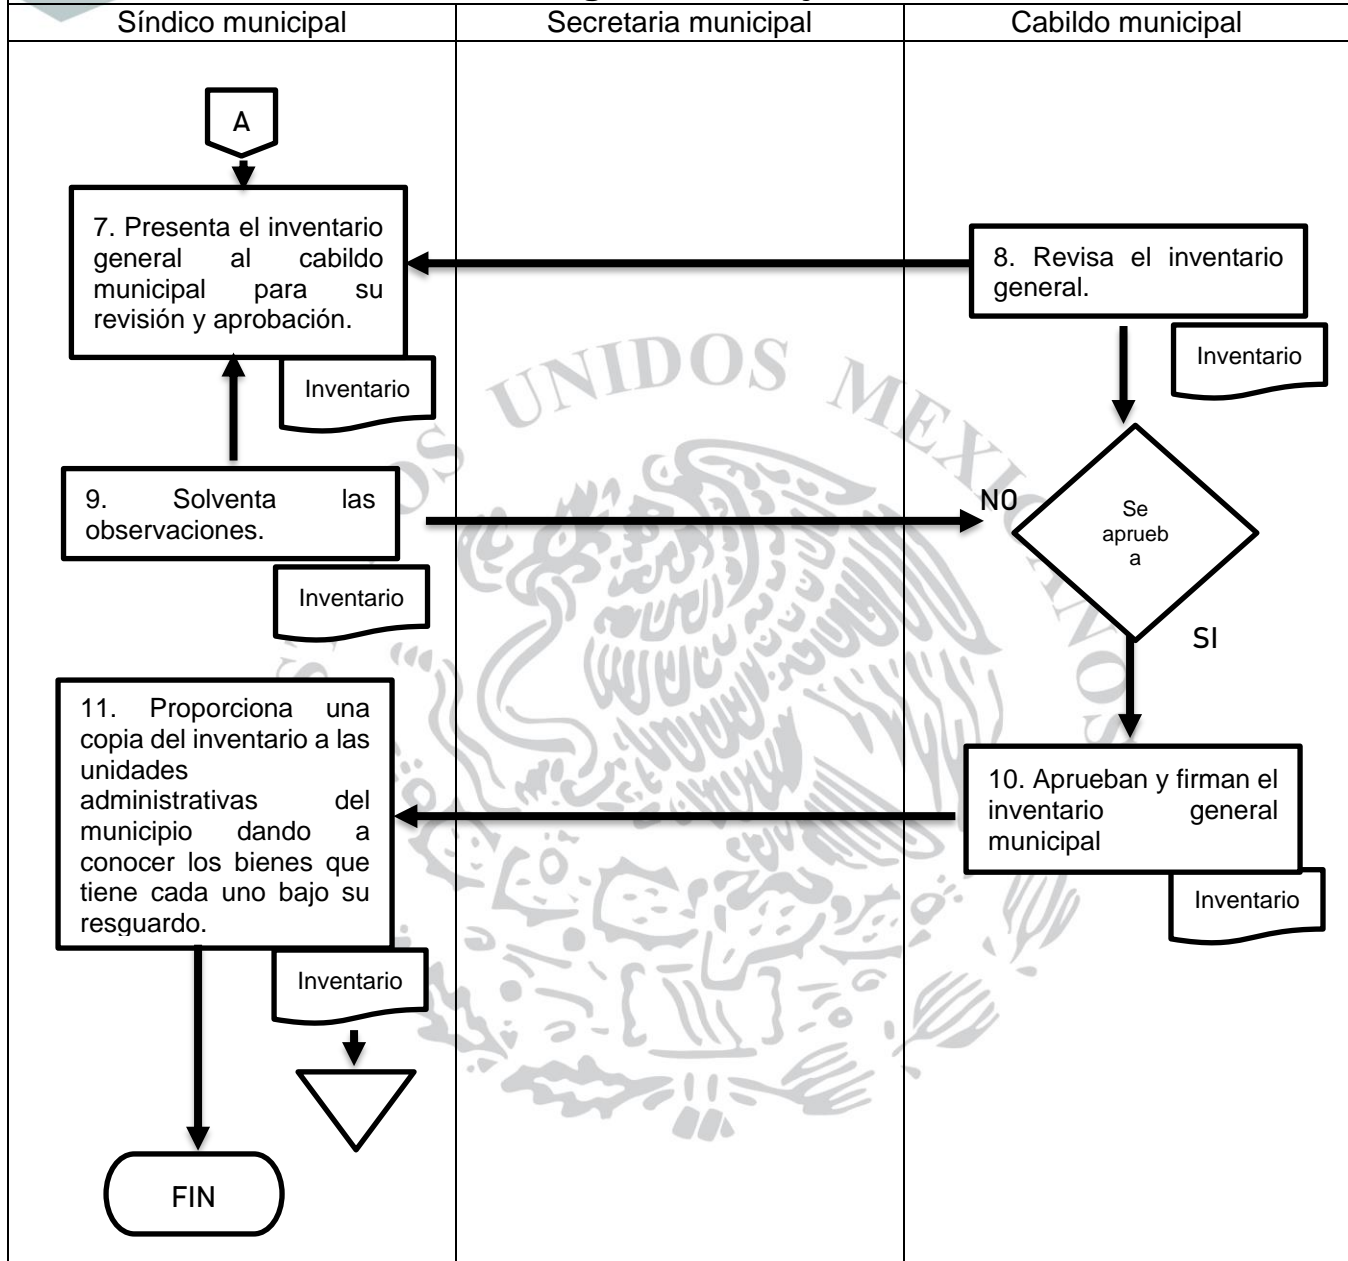 Síndico municipal
Secretaria municipal
Cabildo municipal
A
7. Presenta el inventario
general al cabildo
municipal para su
revisión y aprobación.
Inventario
8. Revisa el inventario
general.
Inventario
UNIDOS MEXICANOS
9. Solventa las
observaciones.
Inventario
NO
Se
aprueb
a
SI
11. Proporciona una
copia del inventario a las
unidades
administrativas del
municipio dando a
conocer los bienes que
tiene cada uno bajo su
resguardo.
Inventario
10. Aprueban y firman el
inventario general
municipal
Inventario
FIN